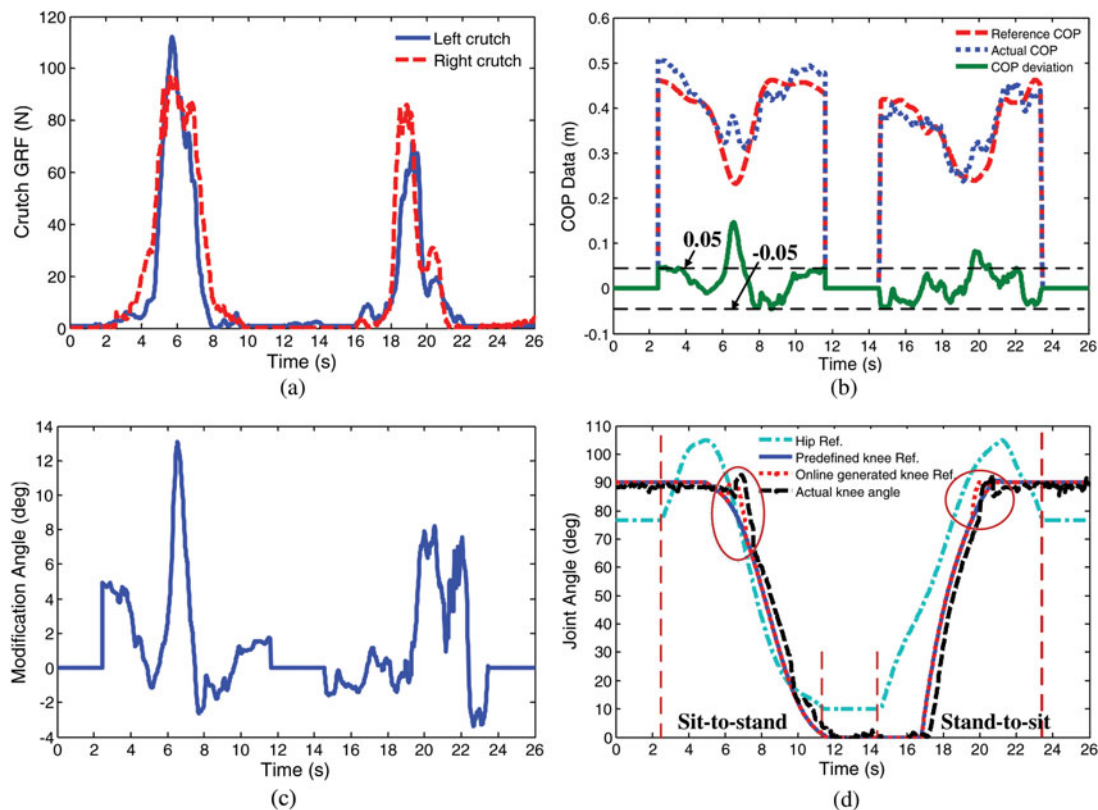 120
100
80
60
40
20
0
0 2 4 6 8 10 12 14 16 18 20 22 24 26
Crutch GRF (N)
Time (s)
Left crutch
Right crutch
(a)
0.6
0.5
0.4
0.3
0.2
0.1
0
-0.1
0 2 4 6 8 10 12 14 16 18 20 22 24 26
COP Data (m)
Time (s)
Reference COP
Actual COP
COP deviation
0.05
-0.05
(b)
14
12
10
8
6
4
2
0
-2
-4
0 2 4 6 8 10 12 14 16 18 20 22 24 26
Modification Angle (deg)
Time (s)
(c)
110
100
90
80
70
60
50
40
30
20
10
0
0 2 4 6 8 10 12 14 16 18 20 22 24 26
Joint Angle (deg)
Time (s)
Hip Ref.
Predefined knee Ref.
Online generated knee Ref
Actual knee angle
Sit-to-stand
Stand-to-sit
(d)